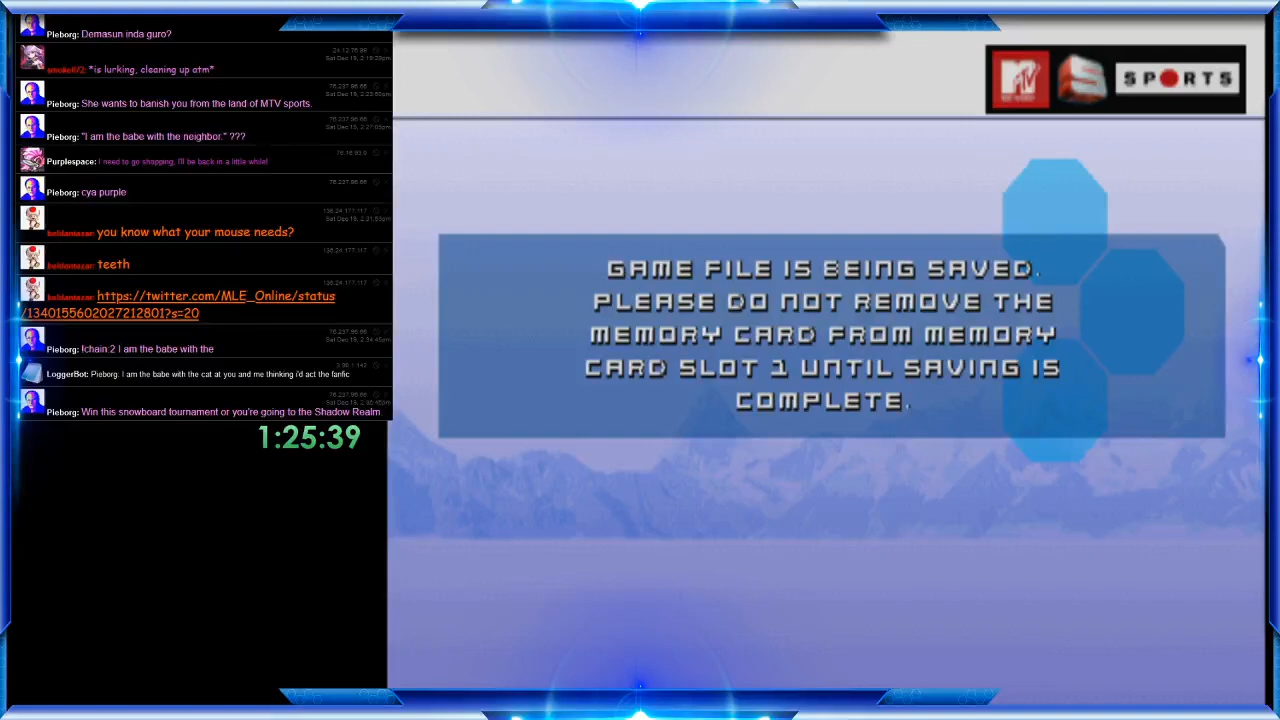 Pieborg: Demasun inda guro?
smokeif72: *is lurking, cleaning up atm*
Pieborg: She wants to banish you from the land of MTV sports.
Pieborg: "I am the babe with the neighbor." ???
Purplespace: I need to go shopping, I'll be back in a little while!
Pieborg: cya purple
beldantazar: you know what your mouse needs?
beldantazar: teeth
beldantazar: https://twitter.com/MLE_Online/status
/1340155602027212801?s=20
Pieborg: !chain:2 I am the babe with the
LoggerBot: Pieborg: I am the babe with the cat at you and me thinking i'd act the fanfic
Pieborg: Win this snowboard tournament or you're going to the Shadow Realm
1:25:39
MTV
SPORTS
GAME FILE IS BEING SAVED.
PLEASE DO NOT REMOVE THE
MEMORY CARD FROM MEMORY
CARD SLOT 1 UNTIL SAVING IS
COMPLETE.